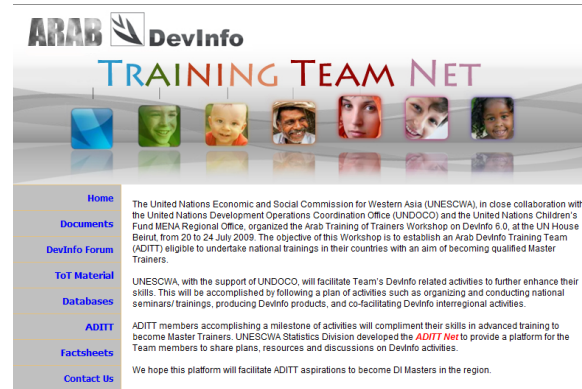 ARAB DevInfo
TRAINING TEAM NET
Home
Documents
DevInfo Forum
ToT Material
Databases
ADITT
Factsheets
Contact Us
The United Nations Economic and Social Commission for Western Asia (UNESCWA), in close collaboration with
the United Nations Development Operations Coordination Office (UNDOCO) and the United Nations Children's
Fund MENA Regional Office, organized the Arab Training of Trainers Workshop on DevInfo 6.0, at the UN House
Beirut, from 20 to 24 July 2009. The objective of this Workshop is to establish an Arab DevInfo Training Team
(ADITT) eligible to undertake national trainings in their countries with an aim of becoming qualified Master
Trainers.
UNESCWA, with the support of UNDOCO, will facilitate Team's DevInfo related activities to further enhance their
skills. This will be accomplished by following a plan of activities such as organizing and conducting national
seminars/ trainings, producing DevInfo products, and co-facilitating DevInfo interregional activities.
ADITT members accomplishing a milestone of activities will compliment their skills in advanced training to
become Master Trainers. UNESCWA Statistics Division developed the ADITT Net to provide a platform for the
Team members to share plans, resources and discussions on DevInfo activities.
We hope this platform will facilitate ADITT aspirations to become DI Masters in the region.